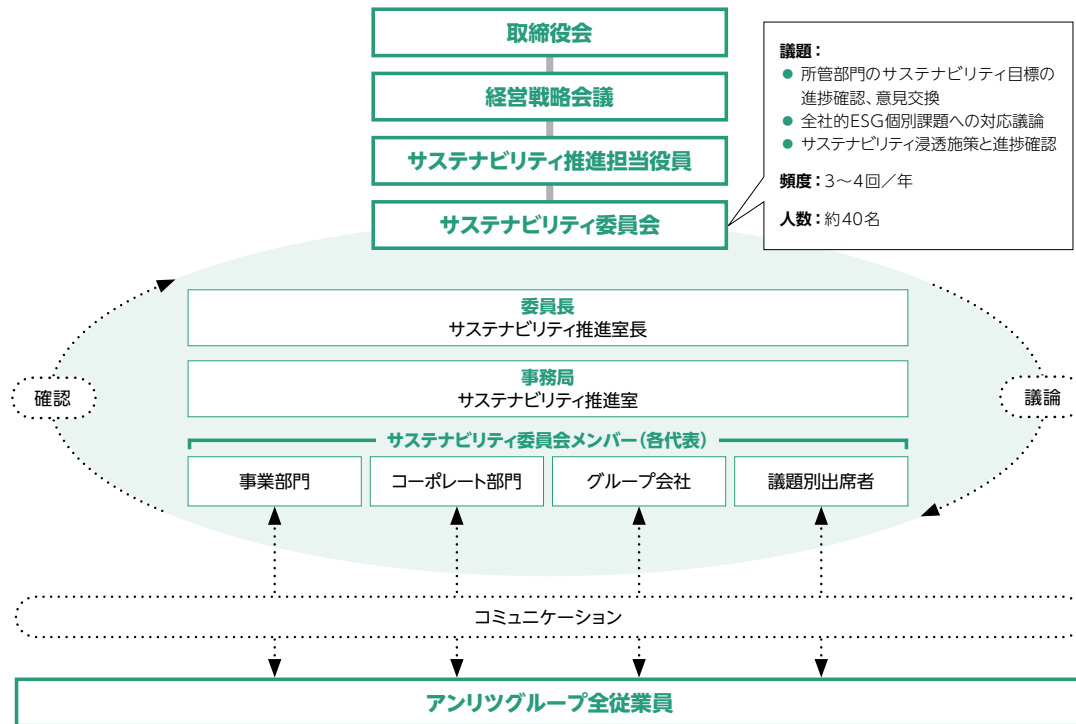 取締役会
経営戦略会議
サステナビリティ推進担当役員
サステナビリティ委員会
議題：
● 所管部門のサステナビリティ目標の
進捗確認、意見交換
● 全社的ESG個別課題への対応議論
● サステナビリティ浸透施策と進捗確認
頻度：3～4回／年
人数：約40名
委員長
サステナビリティ推進室長
事務局
サステナビリティ推進室
確認
議論
サステナビリティ委員会メンバー（各代表）
事業部門
コーポレート部門
グループ会社
議題別出席者
コミュニケーション
アンリツグループ全従業員